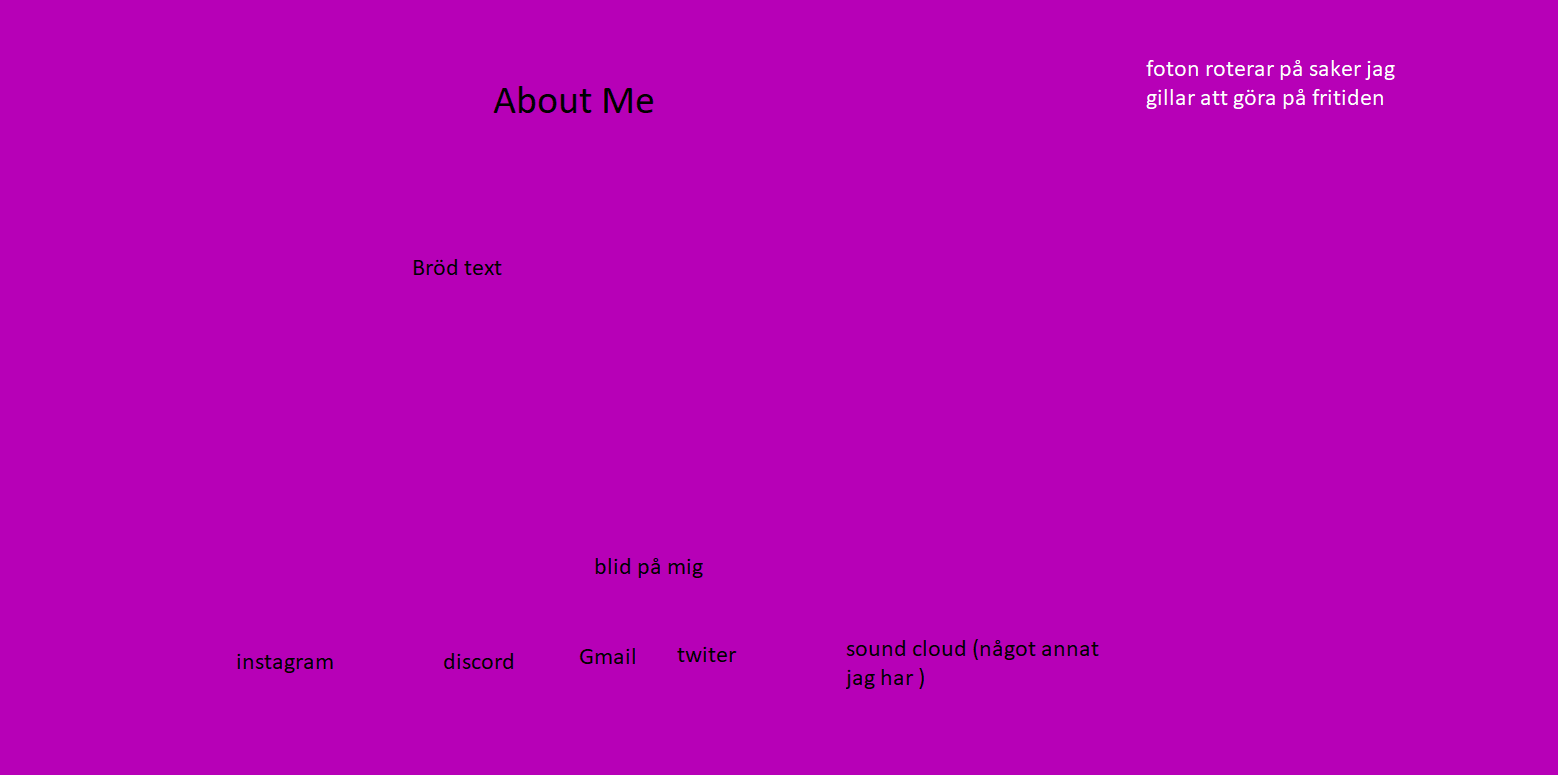 About Me
foton roterar på saker jag
gillar att göra på fritiden
Bröd text
blid på mig
instagram
discord
Gmail
twiter
sound cloud (något annat
jag har )